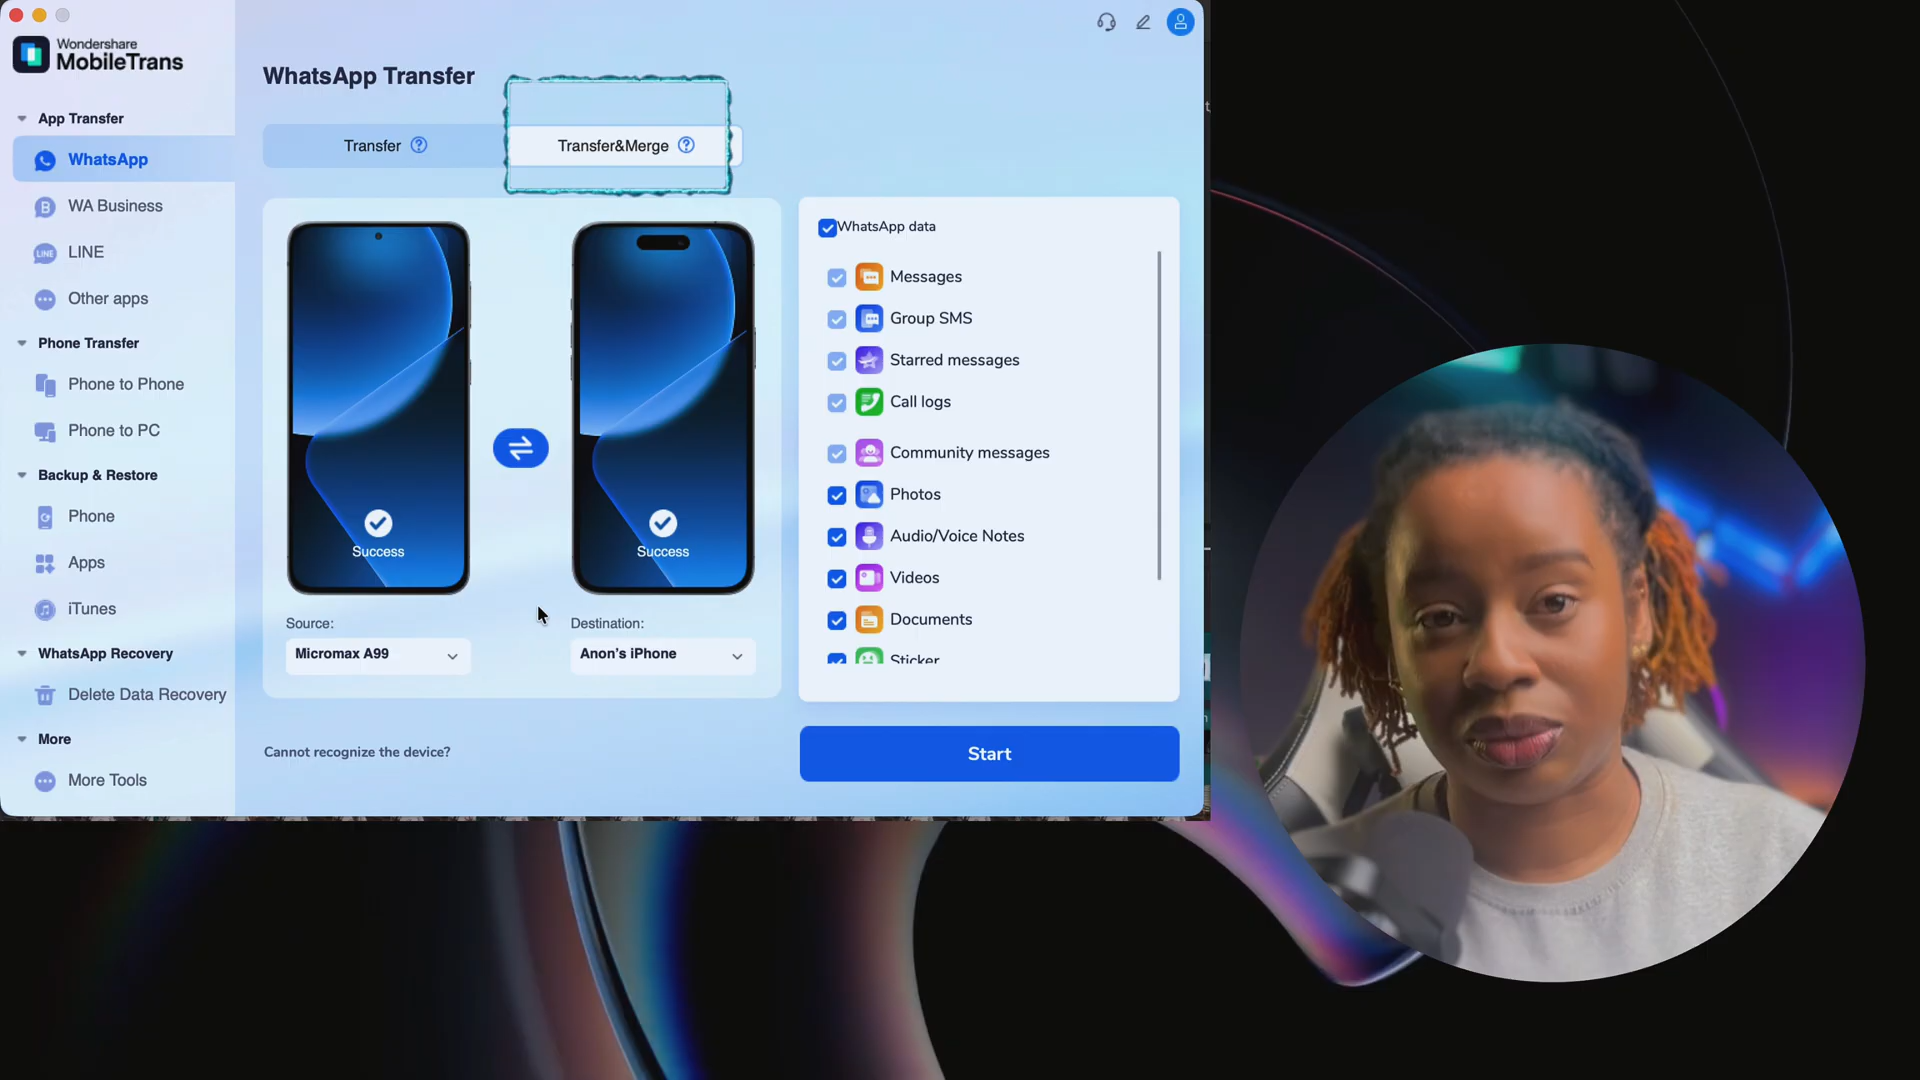 Wondershare
MobileTrans
App Transfer
WhatsApp
WA Business
LINE
LINE
Other apps
Phone Transfer
Phone to Phone
Phone to PC
Backup & Restore
Phone
Apps
iTunes
WhatsApp Recovery
Delete Data Recovery
More
More Tools
WhatsApp Transfer
Transfer ?
Transfer&Merge ?
Success
Success
Source:
Micromax A99
Destination:
Anon's iPhone
Cannot recognize the device?
WhatsApp data
Messages
Group SMS
Starred messages
Call logs
Community messages
Photos
Audio/Voice Notes
Videos
Documents
Sticker
Start